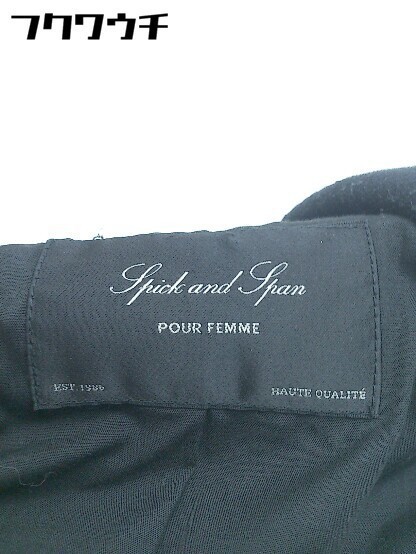 フクワウチ
Spick and Span
POUR FEMME
EST.1986
HAUTE QUALITÉ